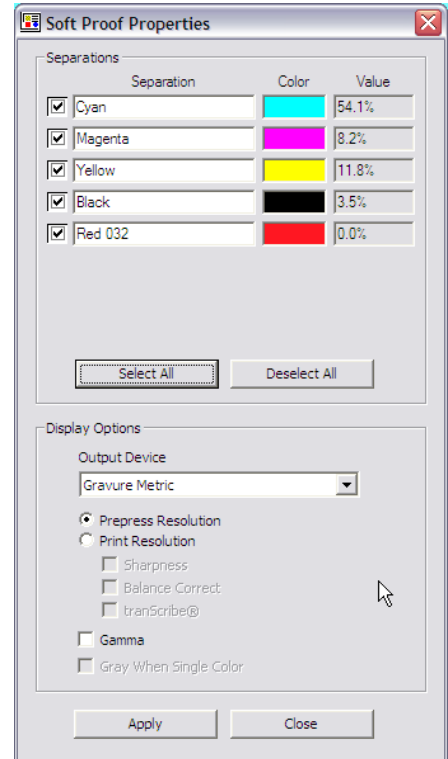 Soft Proof Properties
Separations
Separation Color Value
Cyan 54.1%
Magenta 8.2%
Yellow 11.8%
Black 3.5%
Red 032 0.0%
Select All Deselect All
Display Options
Output Device
Gravure Metric
Prepress Resolution
Print Resolution
Sharpness
Balance Correct
tranScribe®
Gamma
Gray When Single Color
Apply Close